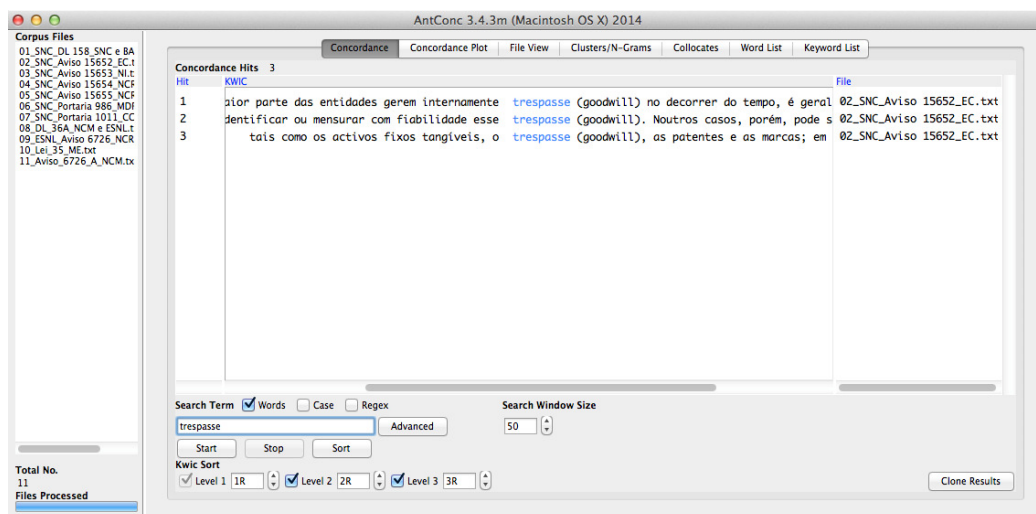 AntConc 3.4.3m (Macintosh OS X) 2014
Corpus Files
01_SNC_DL 158_SNC e BA
02_SNC_Aviso 15652_EC.t
03_SNC_Aviso 15653_NI.t
04_SNC_Aviso 15654_NCR
05_SNC_Aviso 15655_NCF
06_SNC_Portaria 986_MDF
07_SNC_Portaria 1011_CC
08_DL_36A_NCM e ESNL.t
09_ESNL_Aviso 6726_NCR
10_Lei_35_ME.txt
11_Aviso_6726_A_NCM.tx
Total No.
11
Files Processed
Concordance Concordance Plot File View Clusters/N-Grams Collocates Word List Keyword List
Concordance Hits 3
Hit KWIC File
1 aior parte das entidades gerem internamente trespasse (goodwill) no decorrer do tempo, é geral 02_SNC_Aviso 15652_EC.txt
2 dentificar ou mensurar com fiabilidade esse trespasse (goodwill). Noutros casos, porém, pode s 02_SNC_Aviso 15652_EC.txt
3 tais como os activos fixos tangíveis, o trespasse (goodwill), as patentes e as marcas; em 02_SNC_Aviso 15652_EC.txt
Search Term Words Case Regex Search Window Size
trespasse Advanced 50
Start Stop Sort
Kwic Sort
Level 1 1R Level 2 2R Level 3 3R Clone Results